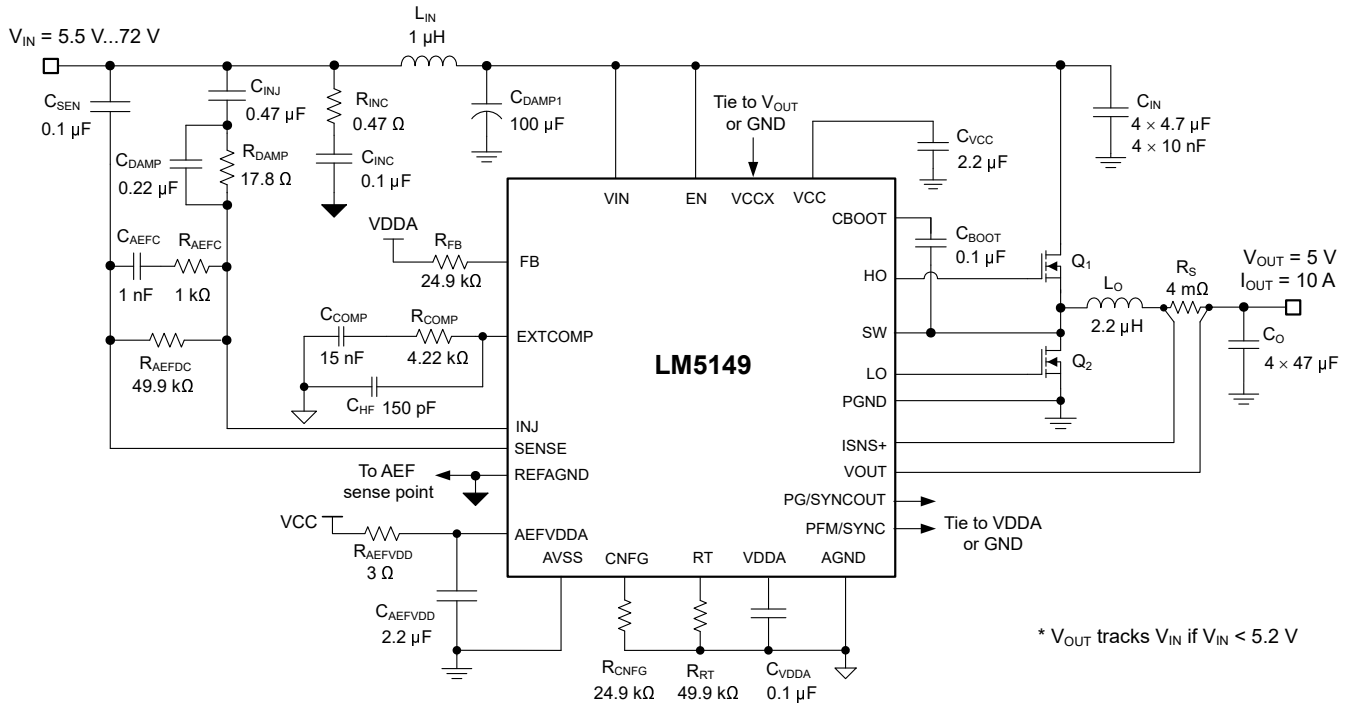 V_IN = 5.5 V...72 V
L_IN
1 µH
C_SEN
0.1 µF
C_INJ
0.47 µF
R_INC
0.47 Ω
C_INC
0.1 µF
C_DAMP1
100 µF
C_DAMP
0.22 µF
R_DAMP
17.8 Ω
Tie to V_OUT
or GND
C_VCC
2.2 µF
C_IN
4 × 4.7 µF
4 × 10 nF
VIN
EN
VCCX
VCC
VDDA
R_FB
24.9 kΩ
FB
CBOOT
C_BOOT
0.1 µF
C_AEFC
1 nF
R_AEFC
1 kΩ
HO
Q1
V_OUT = 5 V
I_OUT = 10 A
L_O
2.2 µH
R_S
4 mΩ
C_COMP
15 nF
R_COMP
4.22 kΩ
EXTCOMP
SW
R_AEFDC
49.9 kΩ
LM5149
C_O
4 × 47 µF
LO
Q2
C_HF
150 pF
PGND
INJ
SENSE
REFAGND
To AEF
sense point
ISNS+
VOUT
PG/SYNCOUT
PFM/SYNC
Tie to VDDA
or GND
VCC
R_AEFVDD
3 Ω
AEFVDDA
AVSS
CNFG
RT
VDDA
AGND
C_AEFVDD
2.2 µF
R_CNFG
24.9 kΩ
R_RT
49.9 kΩ
C_VDDA
0.1 µF
* V_OUT tracks V_IN if V_IN < 5.2 V